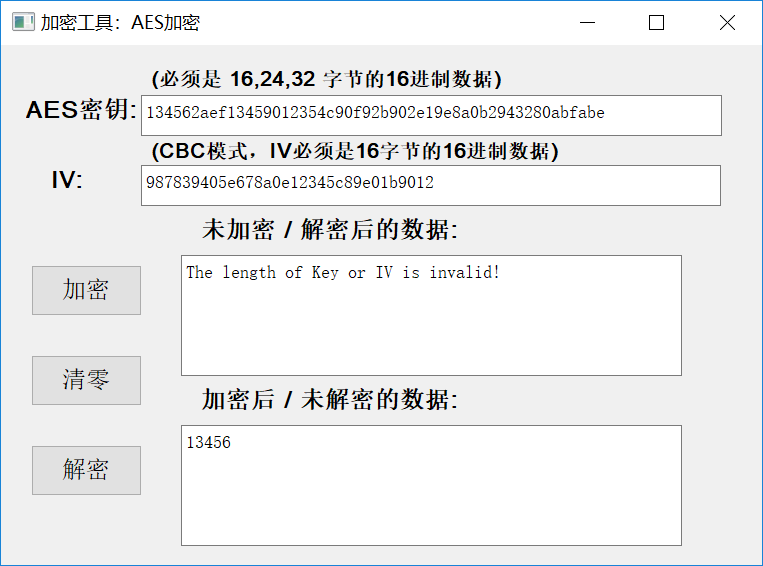 加密工具：AES加密
(必须是 16,24,32 字节的16进制数据)
AES密钥:
134562aef13459012354c90f92b902e19e8a0b2943280abfabe
(CBC模式，IV必须是16字节的16进制数据)
IV:
987839405e678a0e12345c89e01b9012
未加密 / 解密后的数据:
The length of Key or IV is invalid!
加密
清零
加密后 / 未解密的数据:
13456
解密